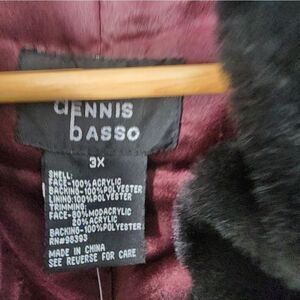 dENNIS
bASSO
3X
SHELL:
FACE-100%ACRYLIC
BACKING-100%POLYESTER
LINING:100%POLYESTER
TRIMMING:
FACE-80%MODACRYLIC
20%ACRYLIC
BACKING-100%POLYESTER
RN#98393
MADE IN CHINA
SEE REVERSE FOR CARE